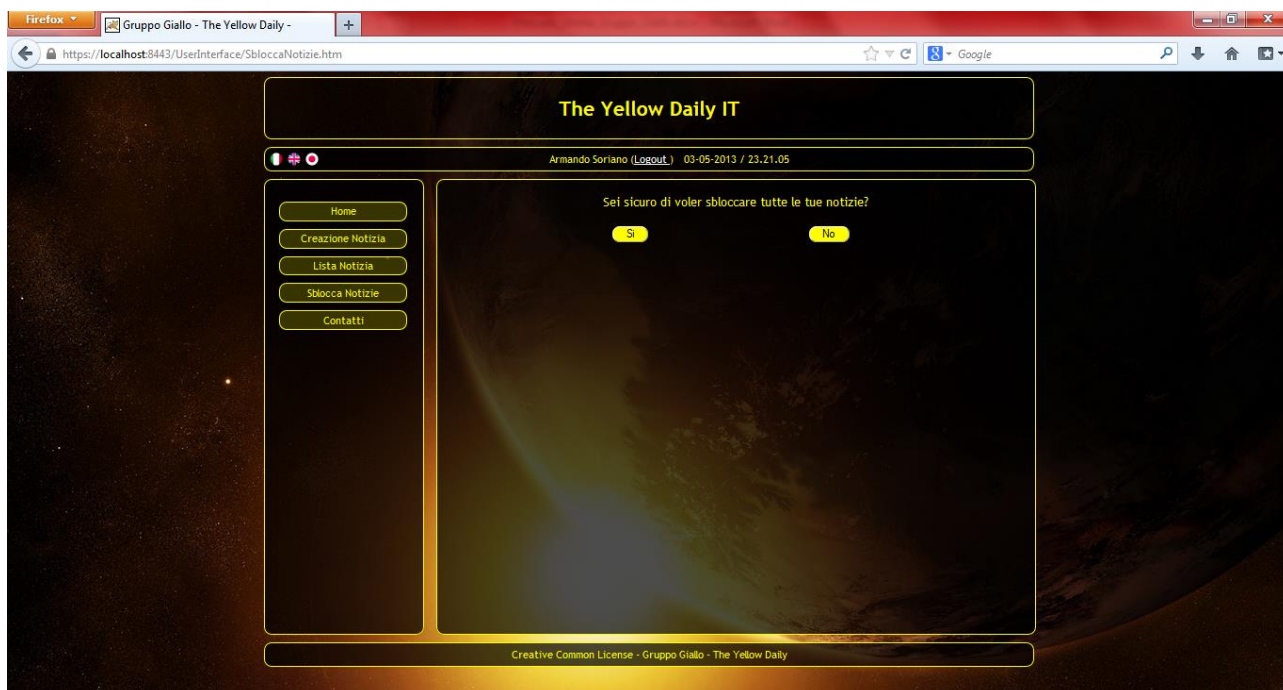 Firefox
Gruppo Giallo - The Yellow Daily -
https://localhost:8443/UserInterface/SbloccaNotizie.htm
Google
The Yellow Daily IT
Armando Soriano (Logout ) 03-05-2013 / 23.21.05
Home
Creazione Notizia
Lista Notizia
Sblocca Notizie
Contatti
Sei sicuro di voler sbloccare tutte le tue notizie?
Si No
Creative Common License - Gruppo Giallo - The Yellow Daily